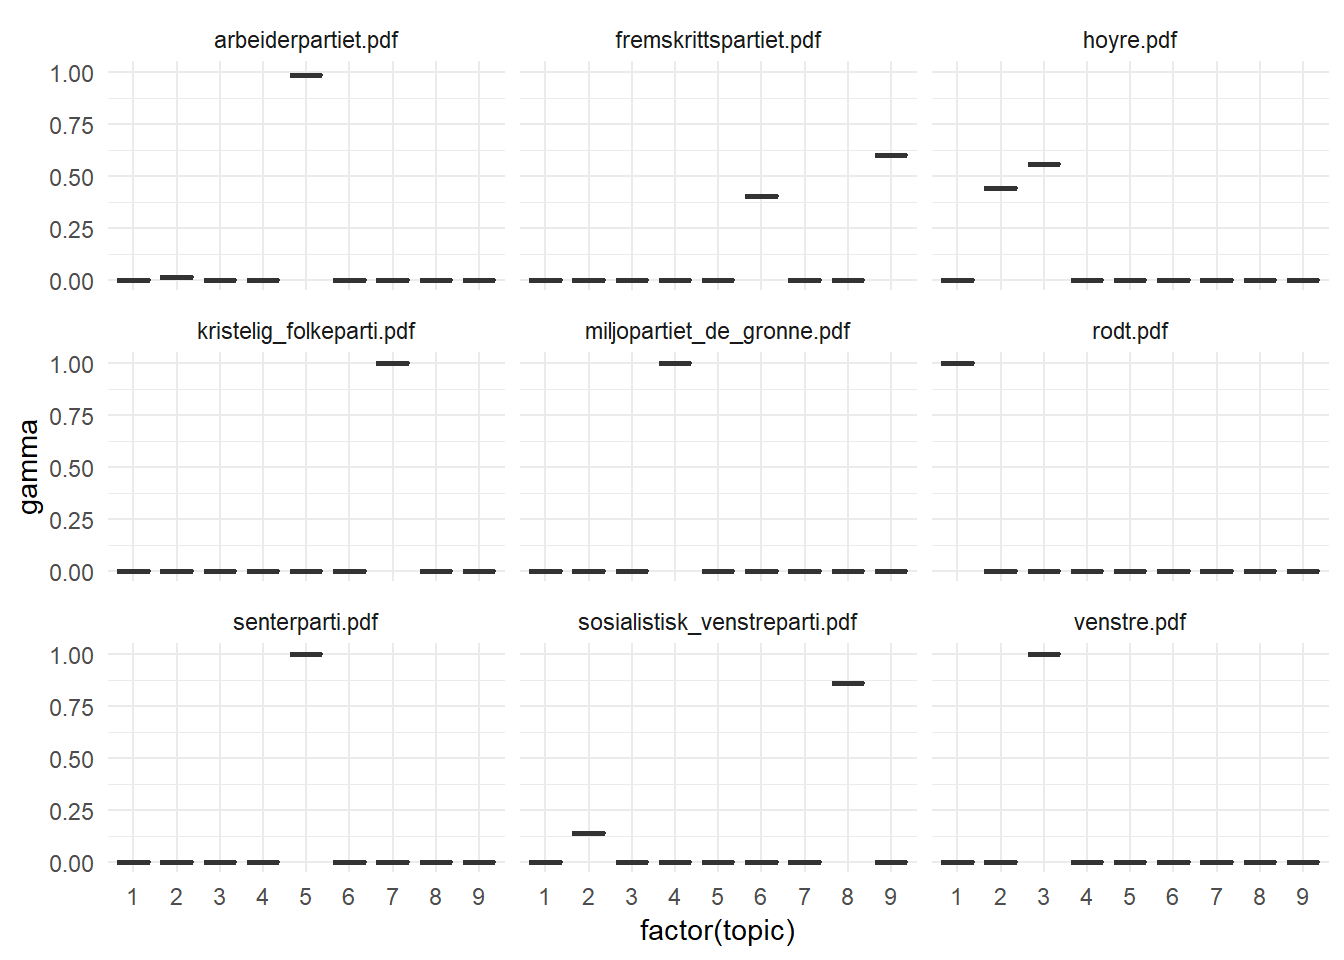 arbeiderpartiet.pdf fremskrittspartiet.pdf hoyre.pdf
1.00
0.75
0.50
0.25
0.00
kristelig_folkeparti.pdf miljopartiet_de_gronne.pdf rodt.pdf
1.00
0.75
0.50
0.25
0.00
gamma
senterparti.pdf sosialistisk_venstreparti.pdf venstre.pdf
1.00
0.75
0.50
0.25
0.00
1 2 3 4 5 6 7 8 9 1 2 3 4 5 6 7 8 9 1 2 3 4 5 6 7 8 9
factor(topic)